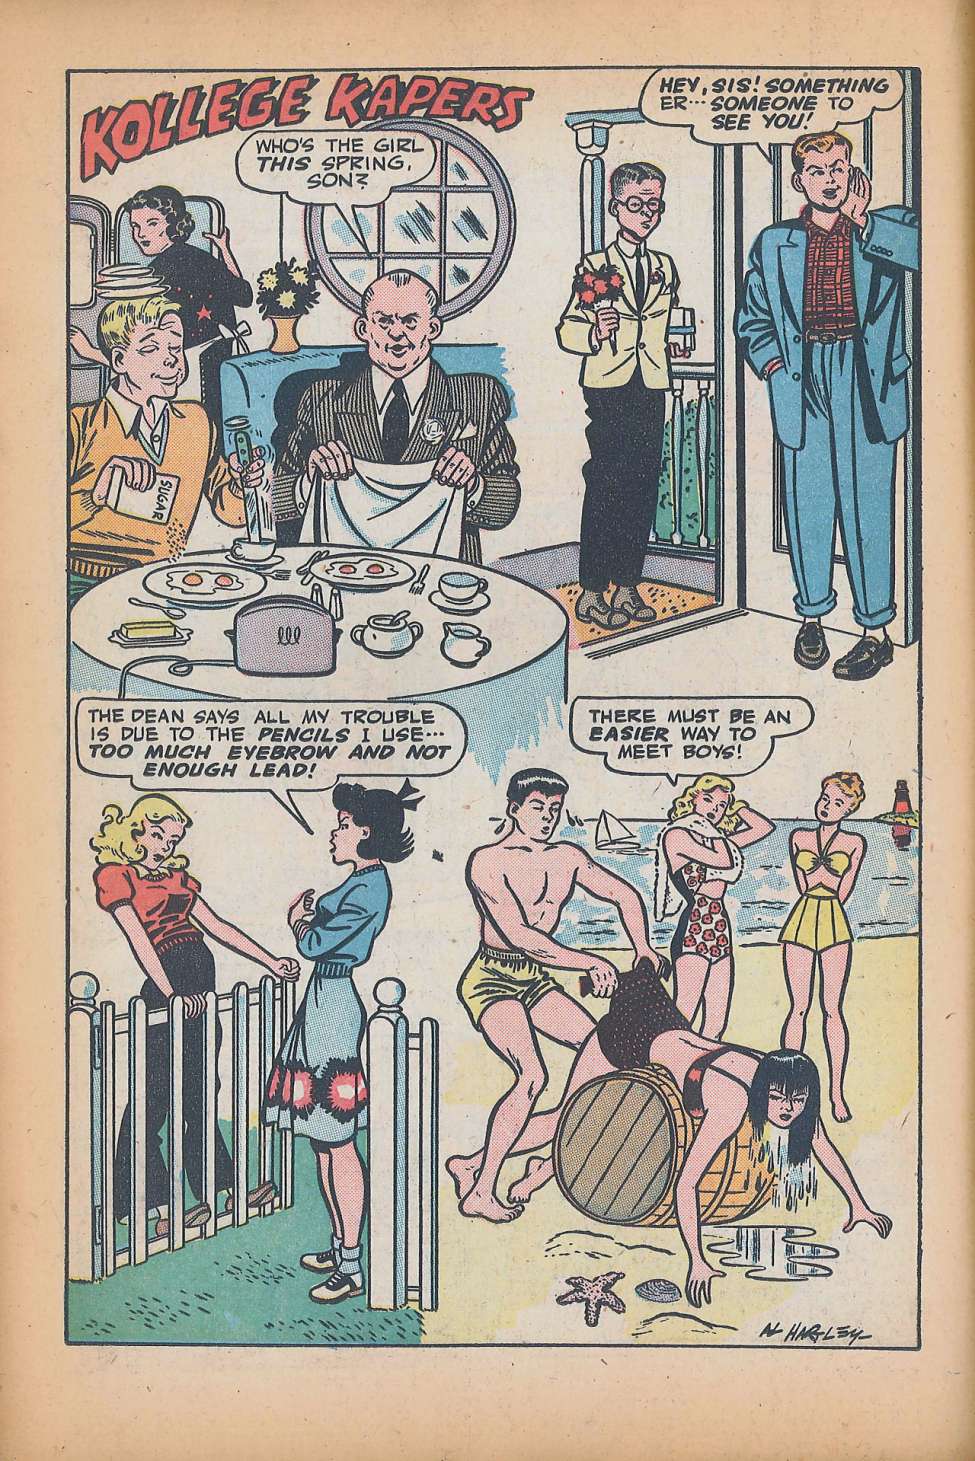 KOLLEGE KAPERS
WHO'S THE GIRL
THIS SPRING,
SON?
SUGAR
HEY, SIS! SOMETHING
ER--- SOMEONE TO
SEE YOU!
THE DEAN SAYS ALL MY TROUBLE
IS DUE TO THE PENCILS I USE---
TOO MUCH EYEBROW AND NOT
ENOUGH LEAD!
THERE MUST BE AN
EASIER WAY TO
MEET BOYS!
AL HARTLEY